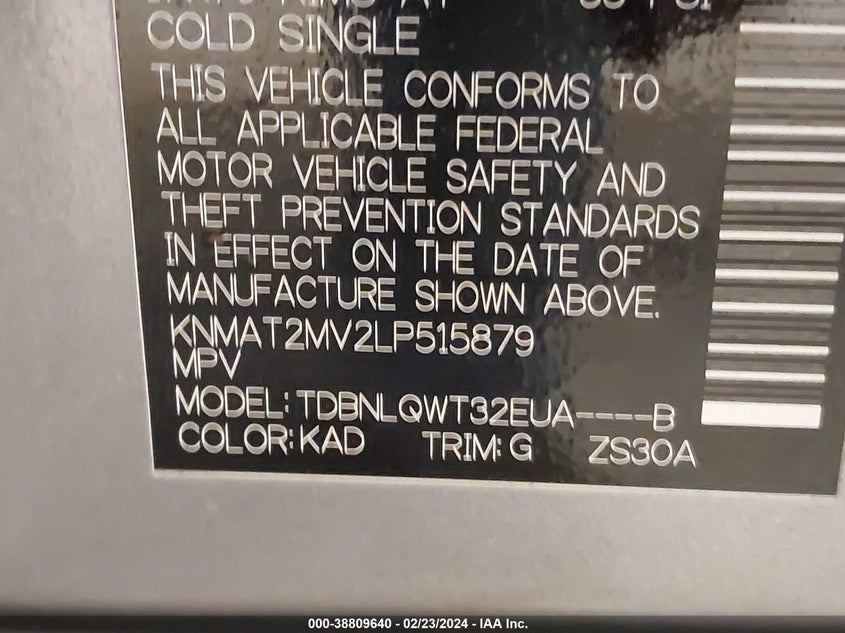 COLD SINGLE
THIS VEHICLE CONFORMS TO
ALL APPLICABLE FEDERAL
MOTOR VEHICLE SAFETY AND
THEFT PREVENTION STANDARDS
IN EFFECT ON THE DATE OF
MANUFACTURE SHOWN ABOVE.
KNMAT2MV2LP515879
MPV
MODEL: TDBNLQWT32EUA----B
COLOR: KAD TRIM: G ZS30A
000-38809640 - 02/23/2024 - IAA Inc.